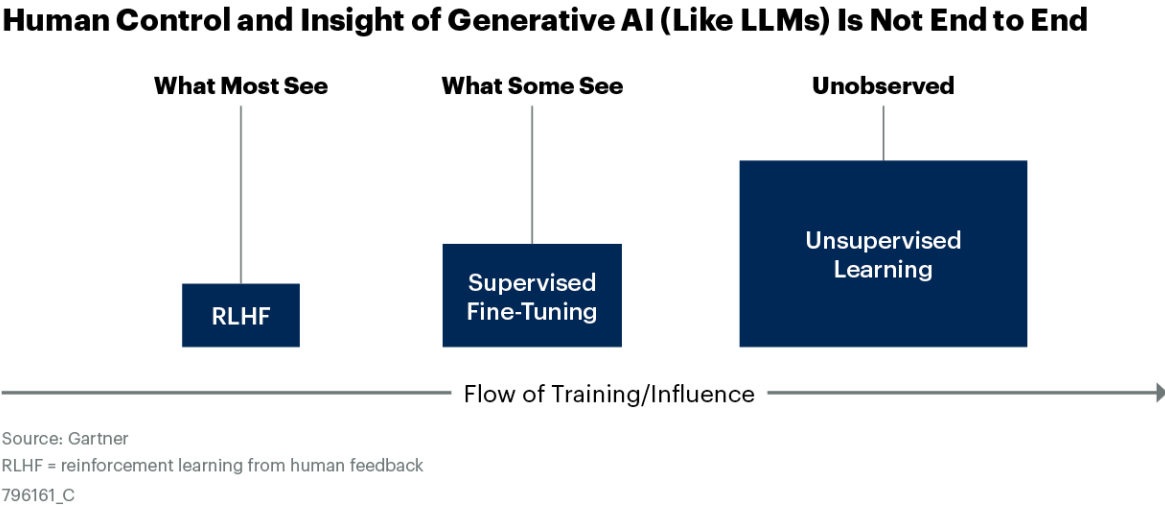 Human Control and Insight of Generative AI (Like LLMs) Is Not End to End
What Most See
What Some See
Unobserved
RLHF
Supervised
Fine-Tuning
Unsupervised
Learning
Flow of Training/Influence
Source: Gartner
RLHF = reinforcement learning from human feedback
796161_C